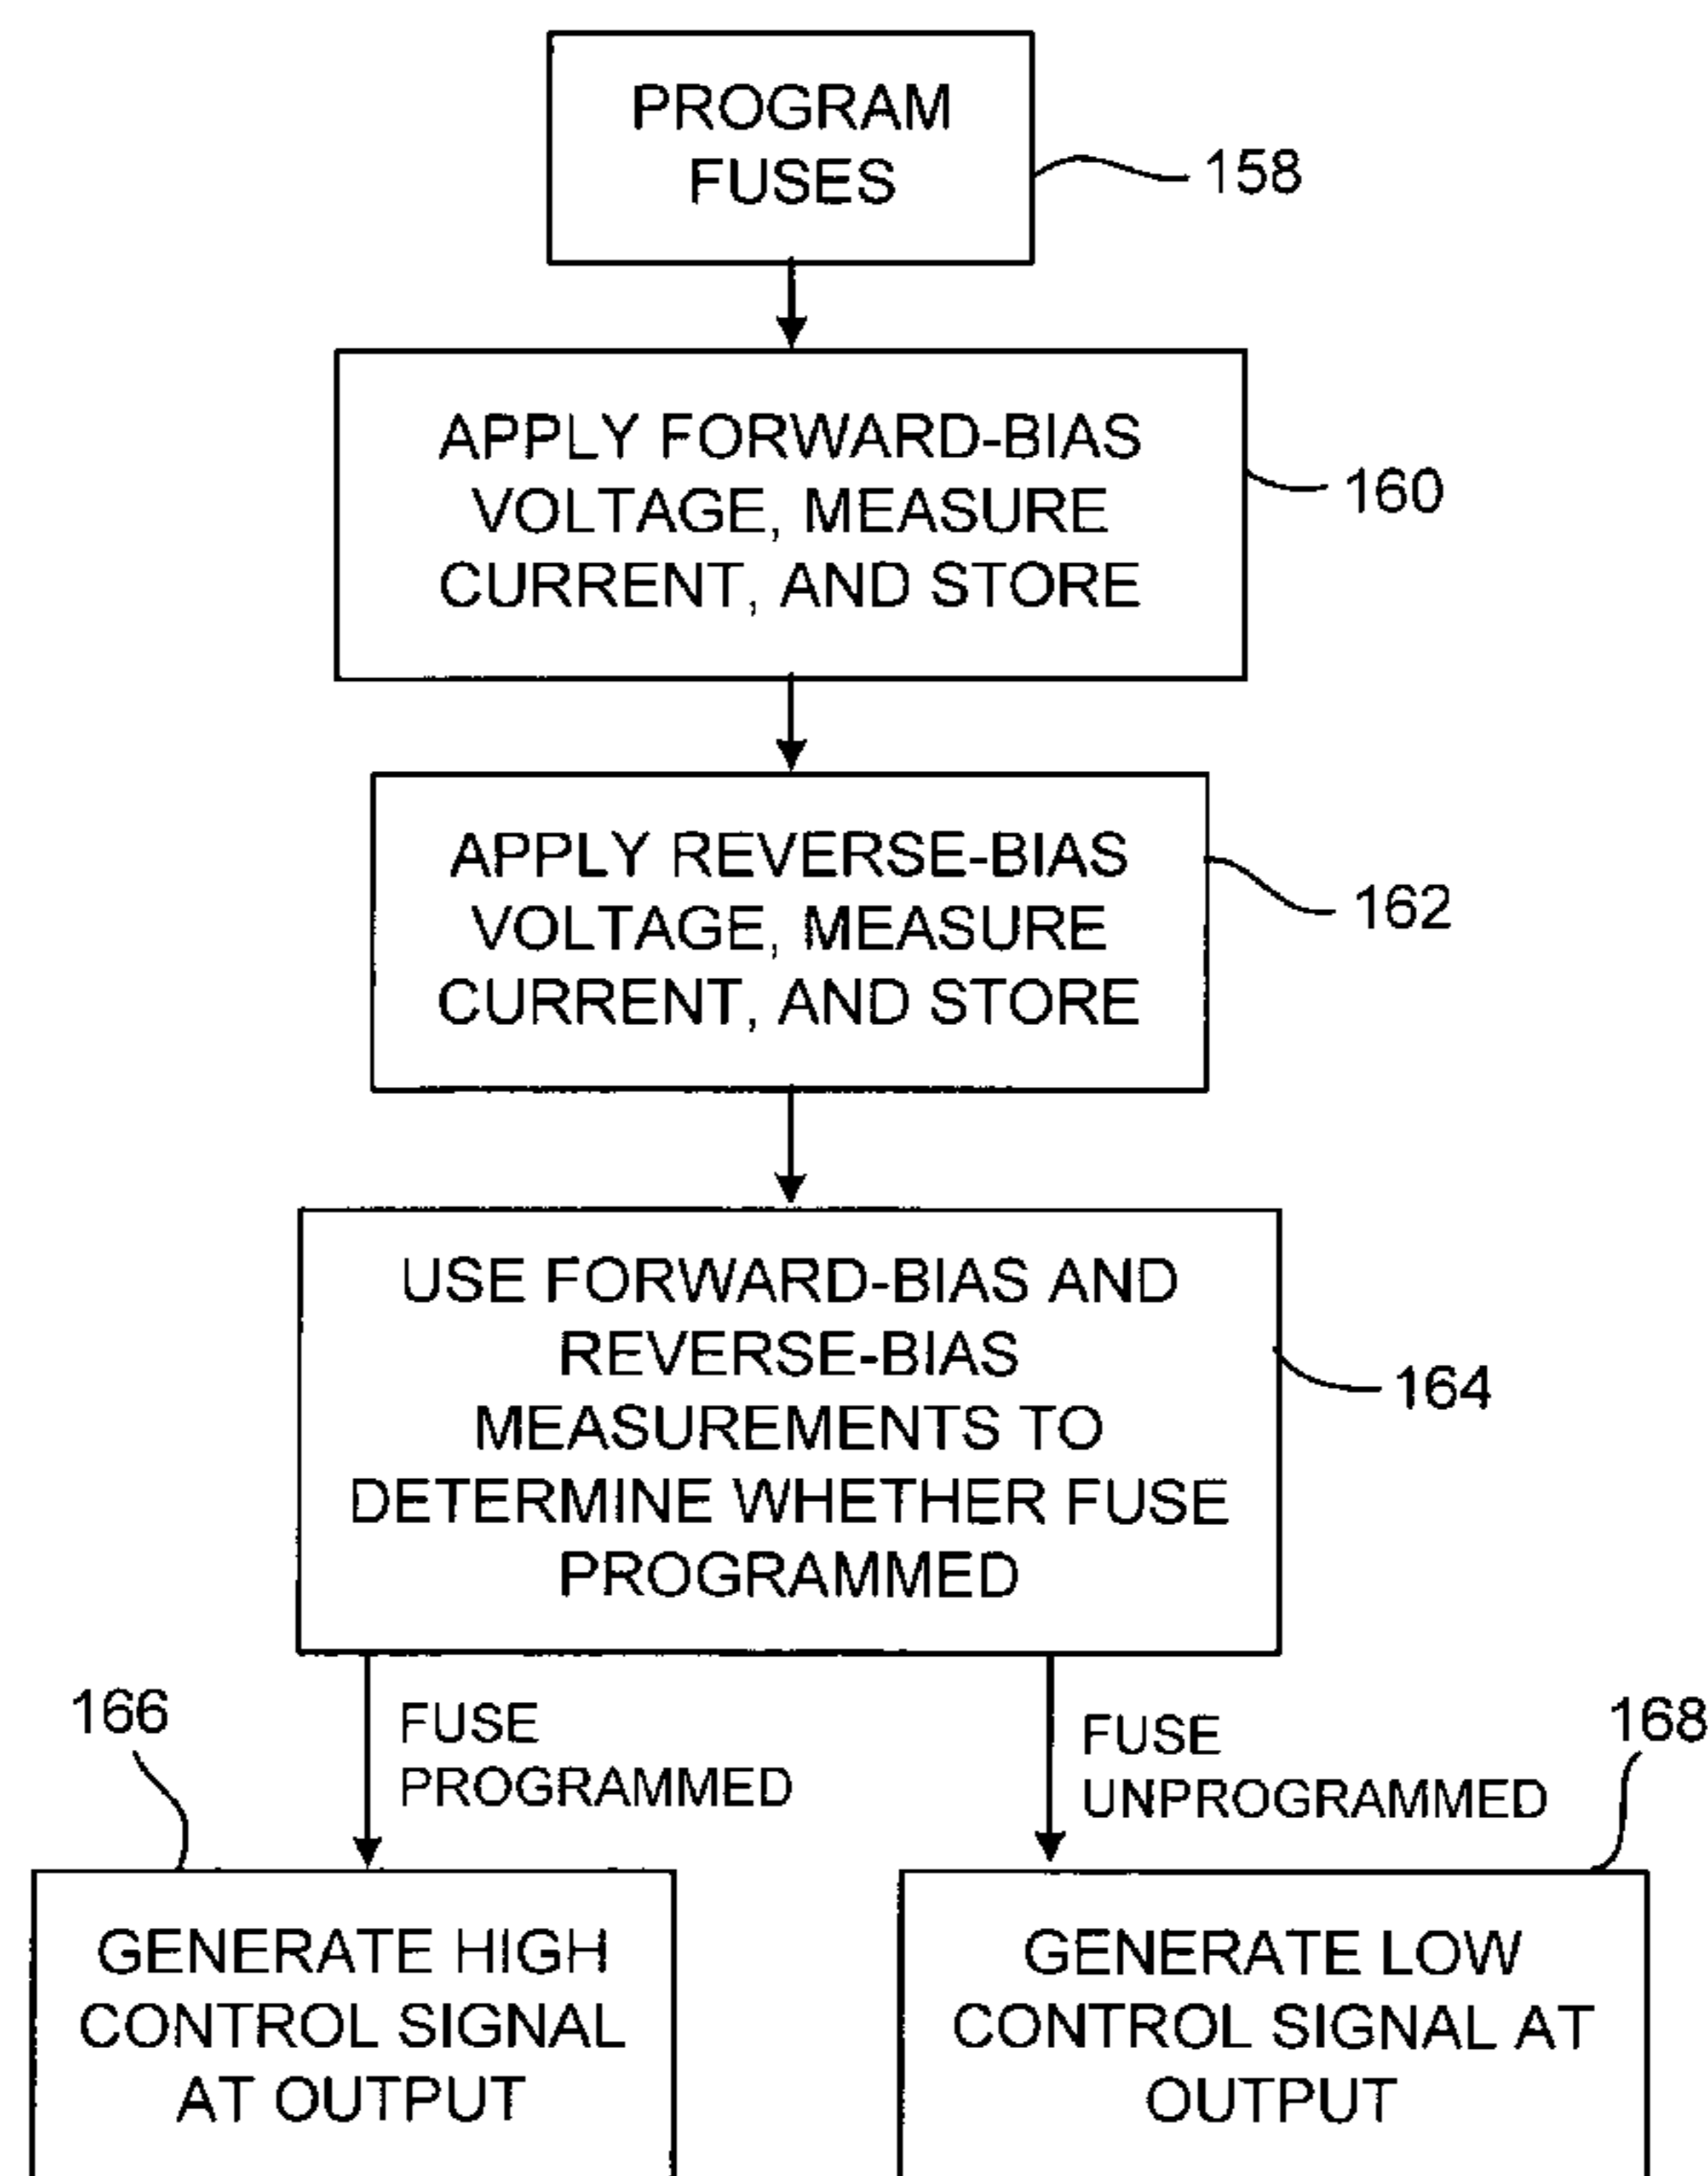 PROGRAM
FUSES
158
APPLY FORWARD-BIAS
VOLTAGE, MEASURE
CURRENT, AND STORE
160
APPLY REVERSE-BIAS
VOLTAGE, MEASURE
CURRENT, AND STORE
162
USE FORWARD-BIAS AND
REVERSE-BIAS
MEASUREMENTS TO
DETERMINE WHETHER FUSE
PROGRAMMED
164
166
FUSE
PROGRAMMED
FUSE
UNPROGRAMMED
168
GENERATE HIGH
CONTROL SIGNAL
AT OUTPUT
GENERATE LOW
CONTROL SIGNAL AT
OUTPUT